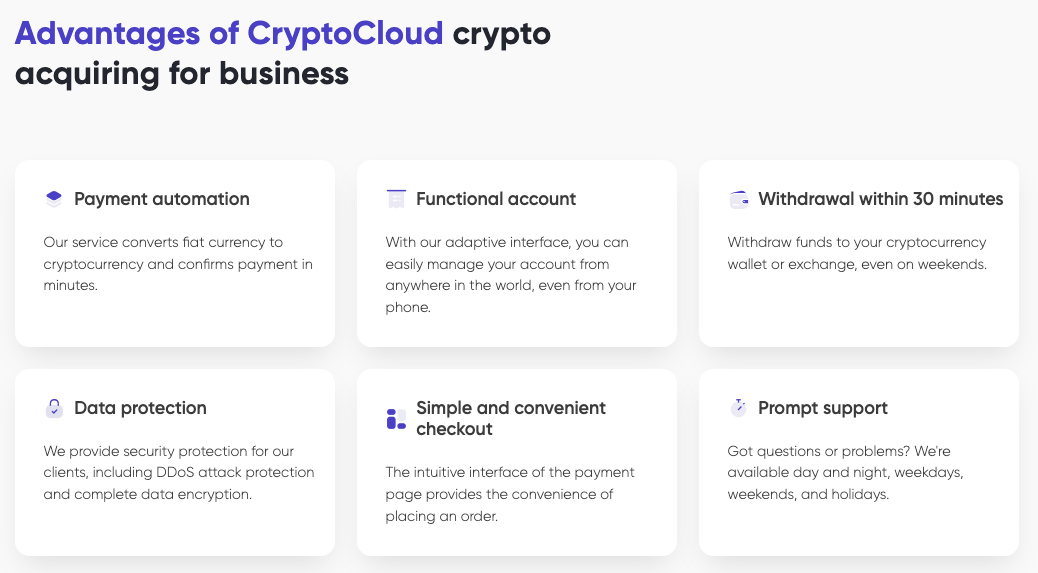 Advantages of CryptoCloud crypto
acquiring for business
Payment automation
Our service converts fiat currency to
cryptocurrency and confirms payment in
minutes.
Functional account
With our adaptive interface, you can
easily manage your account from
anywhere in the world, even from your
phone.
Withdrawal within 30 minutes
Withdraw funds to your cryptocurrency
wallet or exchange, even on weekends.
Data protection
We provide security protection for our
clients, including DDoS attack protection
and complete data encryption.
Simple and convenient
checkout
The intuitive interface of the payment
page provides the convenience of
placing an order.
Prompt support
Got questions or problems? We're
available day and night, weekdays,
weekends, and holidays.